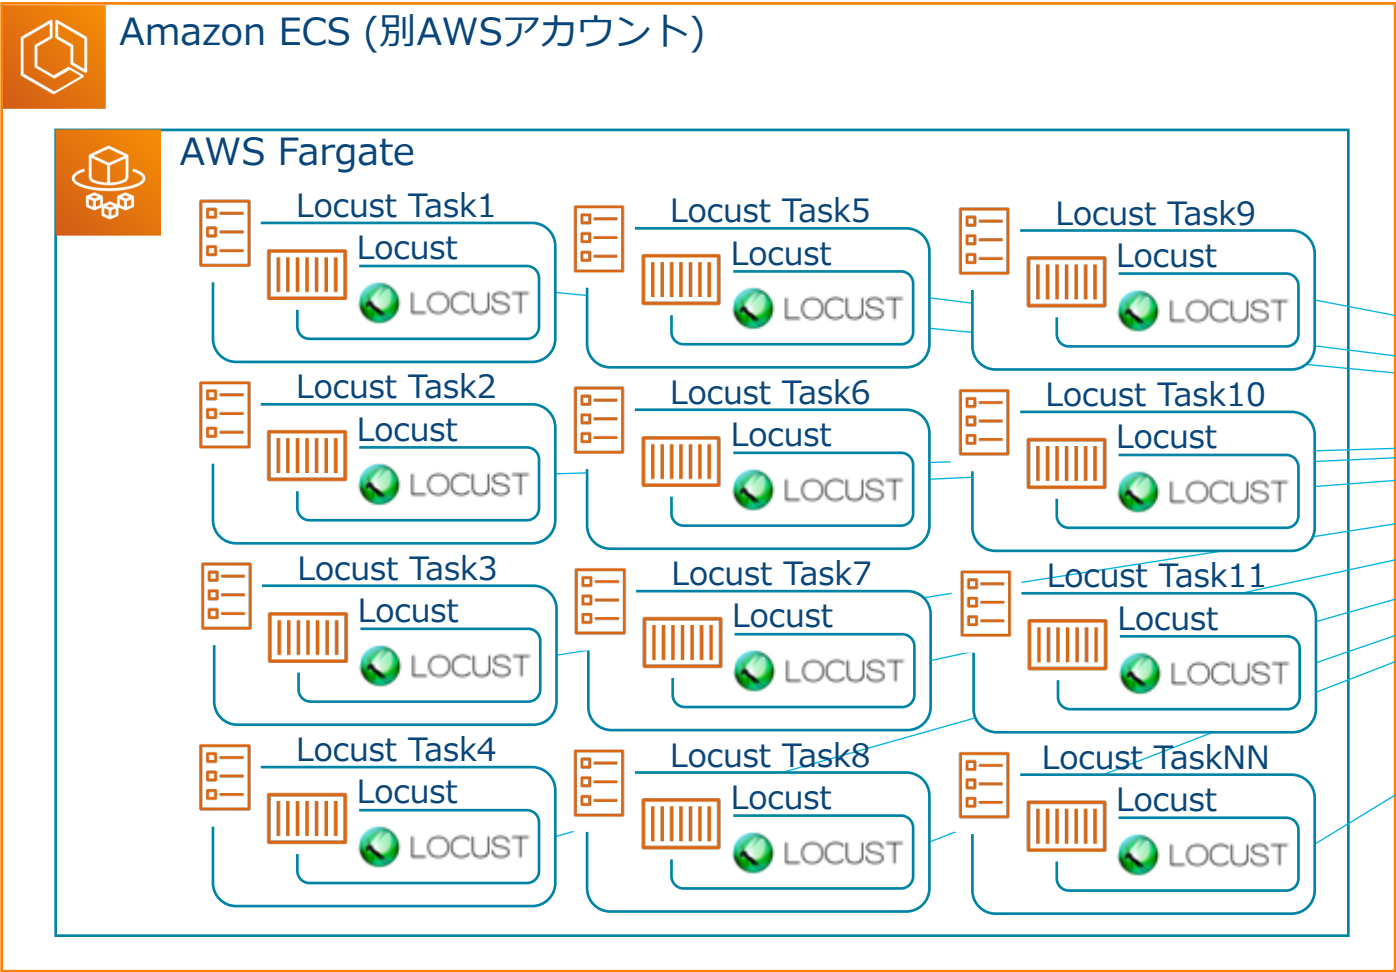 Amazon ECS (別AWSアカウント)
AWS Fargate
Locust Task1
Locust
LOCUST
Locust Task5
Locust
LOCUST
Locust Task9
Locust
LOCUST
Locust Task2
Locust
LOCUST
Locust Task6
Locust
LOCUST
Locust Task10
Locust
LOCUST
Locust Task3
Locust
LOCUST
Locust Task7
Locust
LOCUST
Locust Task11
Locust
LOCUST
Locust Task4
Locust
LOCUST
Locust Task8
Locust
LOCUST
Locust TaskNN
Locust
LOCUST